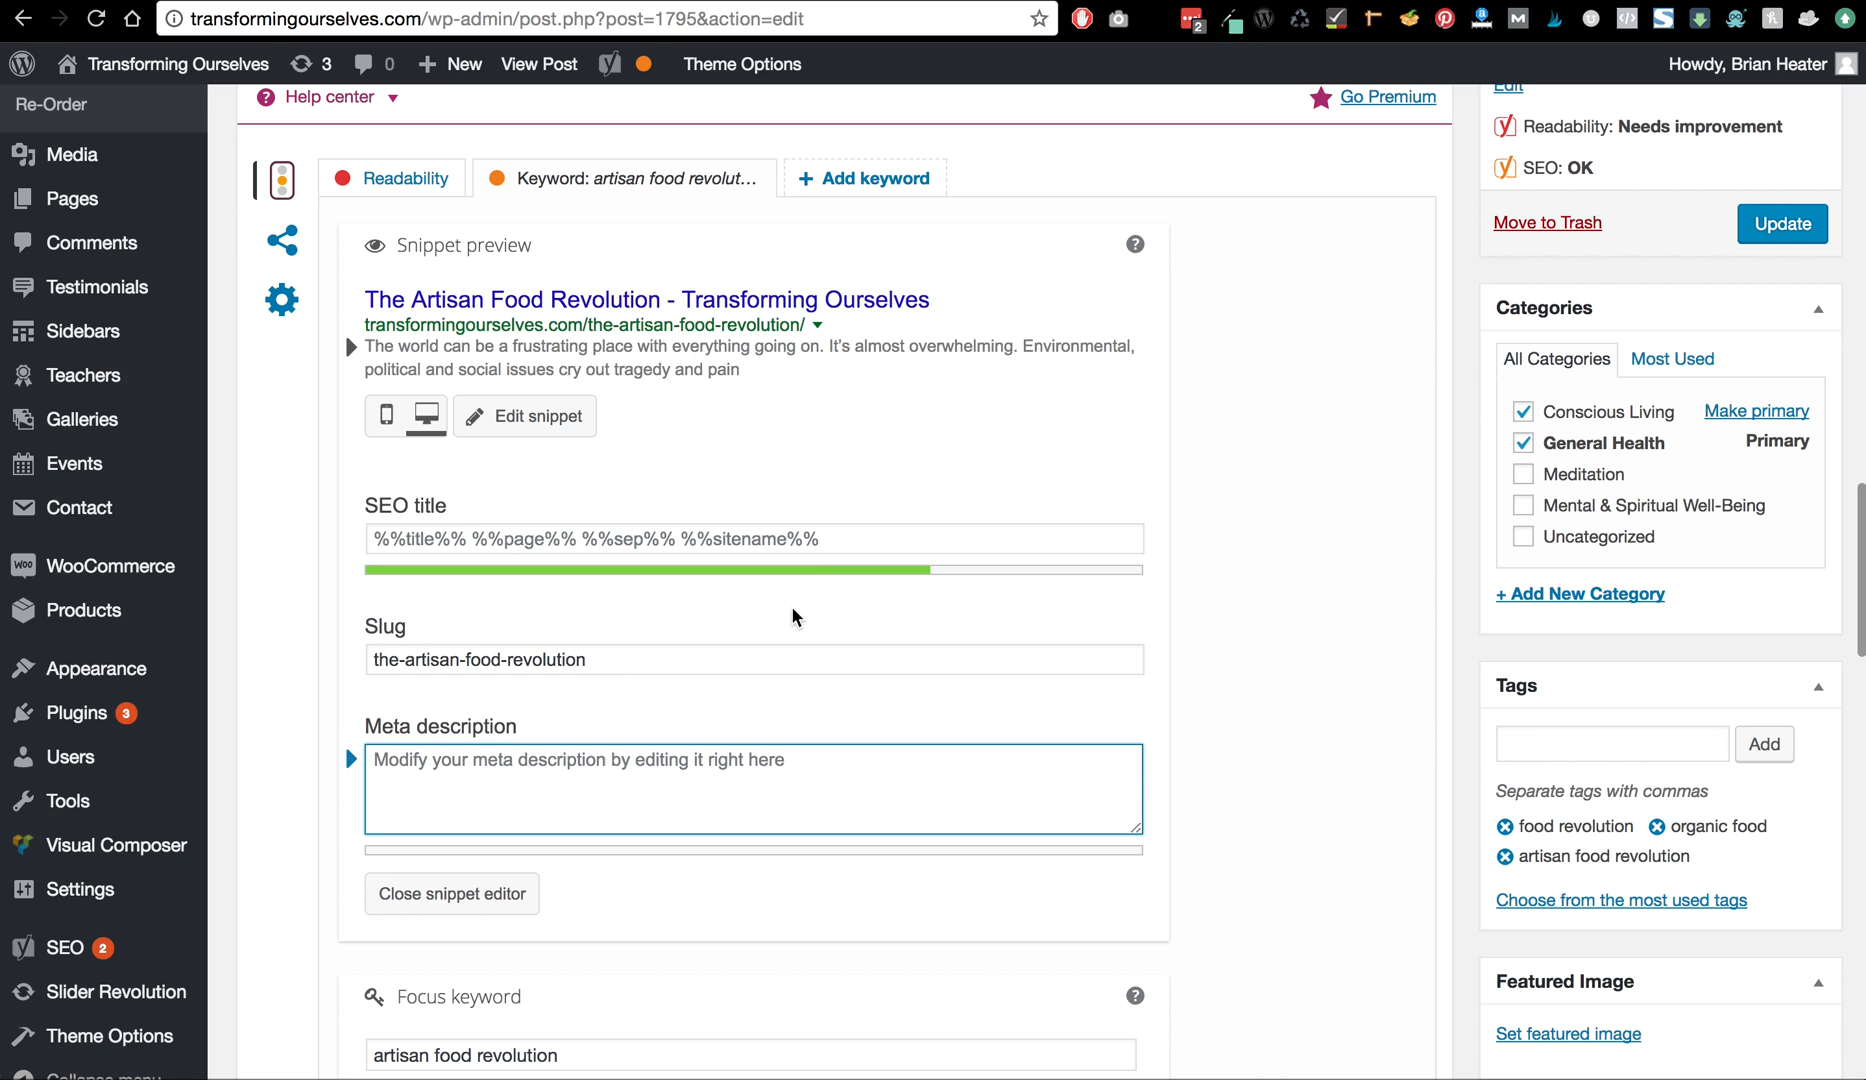 transformingourselves.com/wp-admin/post.php?post=1795&action=edit
2
Transforming Ourselves 3 0 New View Post Theme Options Howdy, Brian Heater
Re-Order
Media
Pages
Comments
Testimonials
Sidebars
Teachers
Galleries
Events
Contact
WooCommerce
Products
Appearance
Plugins 3
Users
Tools
Visual Composer
Settings
SEO 2
Slider Revolution
Theme Options
Collapse menu
Help center
Go Premium
Readability
Keyword: artisan food revolut...
+ Add keyword
Snippet preview
The Artisan Food Revolution - Transforming Ourselves
transformingourselves.com/the-artisan-food-revolution/
The world can be a frustrating place with everything going on. It's almost overwhelming. Environmental,
political and social issues cry out tragedy and pain
Edit snippet
SEO title
%%title%% %%page%% %%sep%% %%sitename%%
Slug
the-artisan-food-revolution
Meta description
Modify your meta description by editing it right here
Close snippet editor
Focus keyword
artisan food revolution
Edit
Readability: Needs improvement
SEO: OK
Move to Trash
Update
Categories
All Categories
Most Used
Conscious Living Make primary
General Health Primary
Meditation
Mental & Spiritual Well-Being
Uncategorized
+ Add New Category
Tags
Add
Separate tags with commas
food revolution organic food
artisan food revolution
Choose from the most used tags
Featured Image
Set featured image